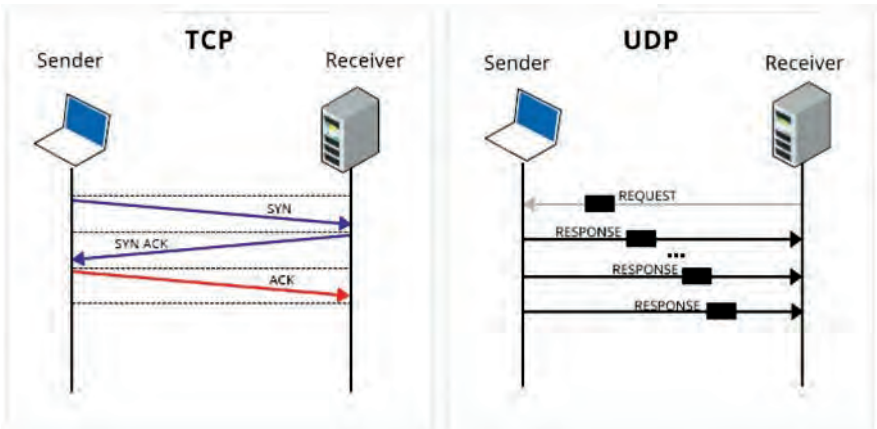 TCP
Sender
Receiver
SYN
SYN ACK
ACK
UDP
Sender
Receiver
REQUEST
RESPONSE
...
RESPONSE
RESPONSE